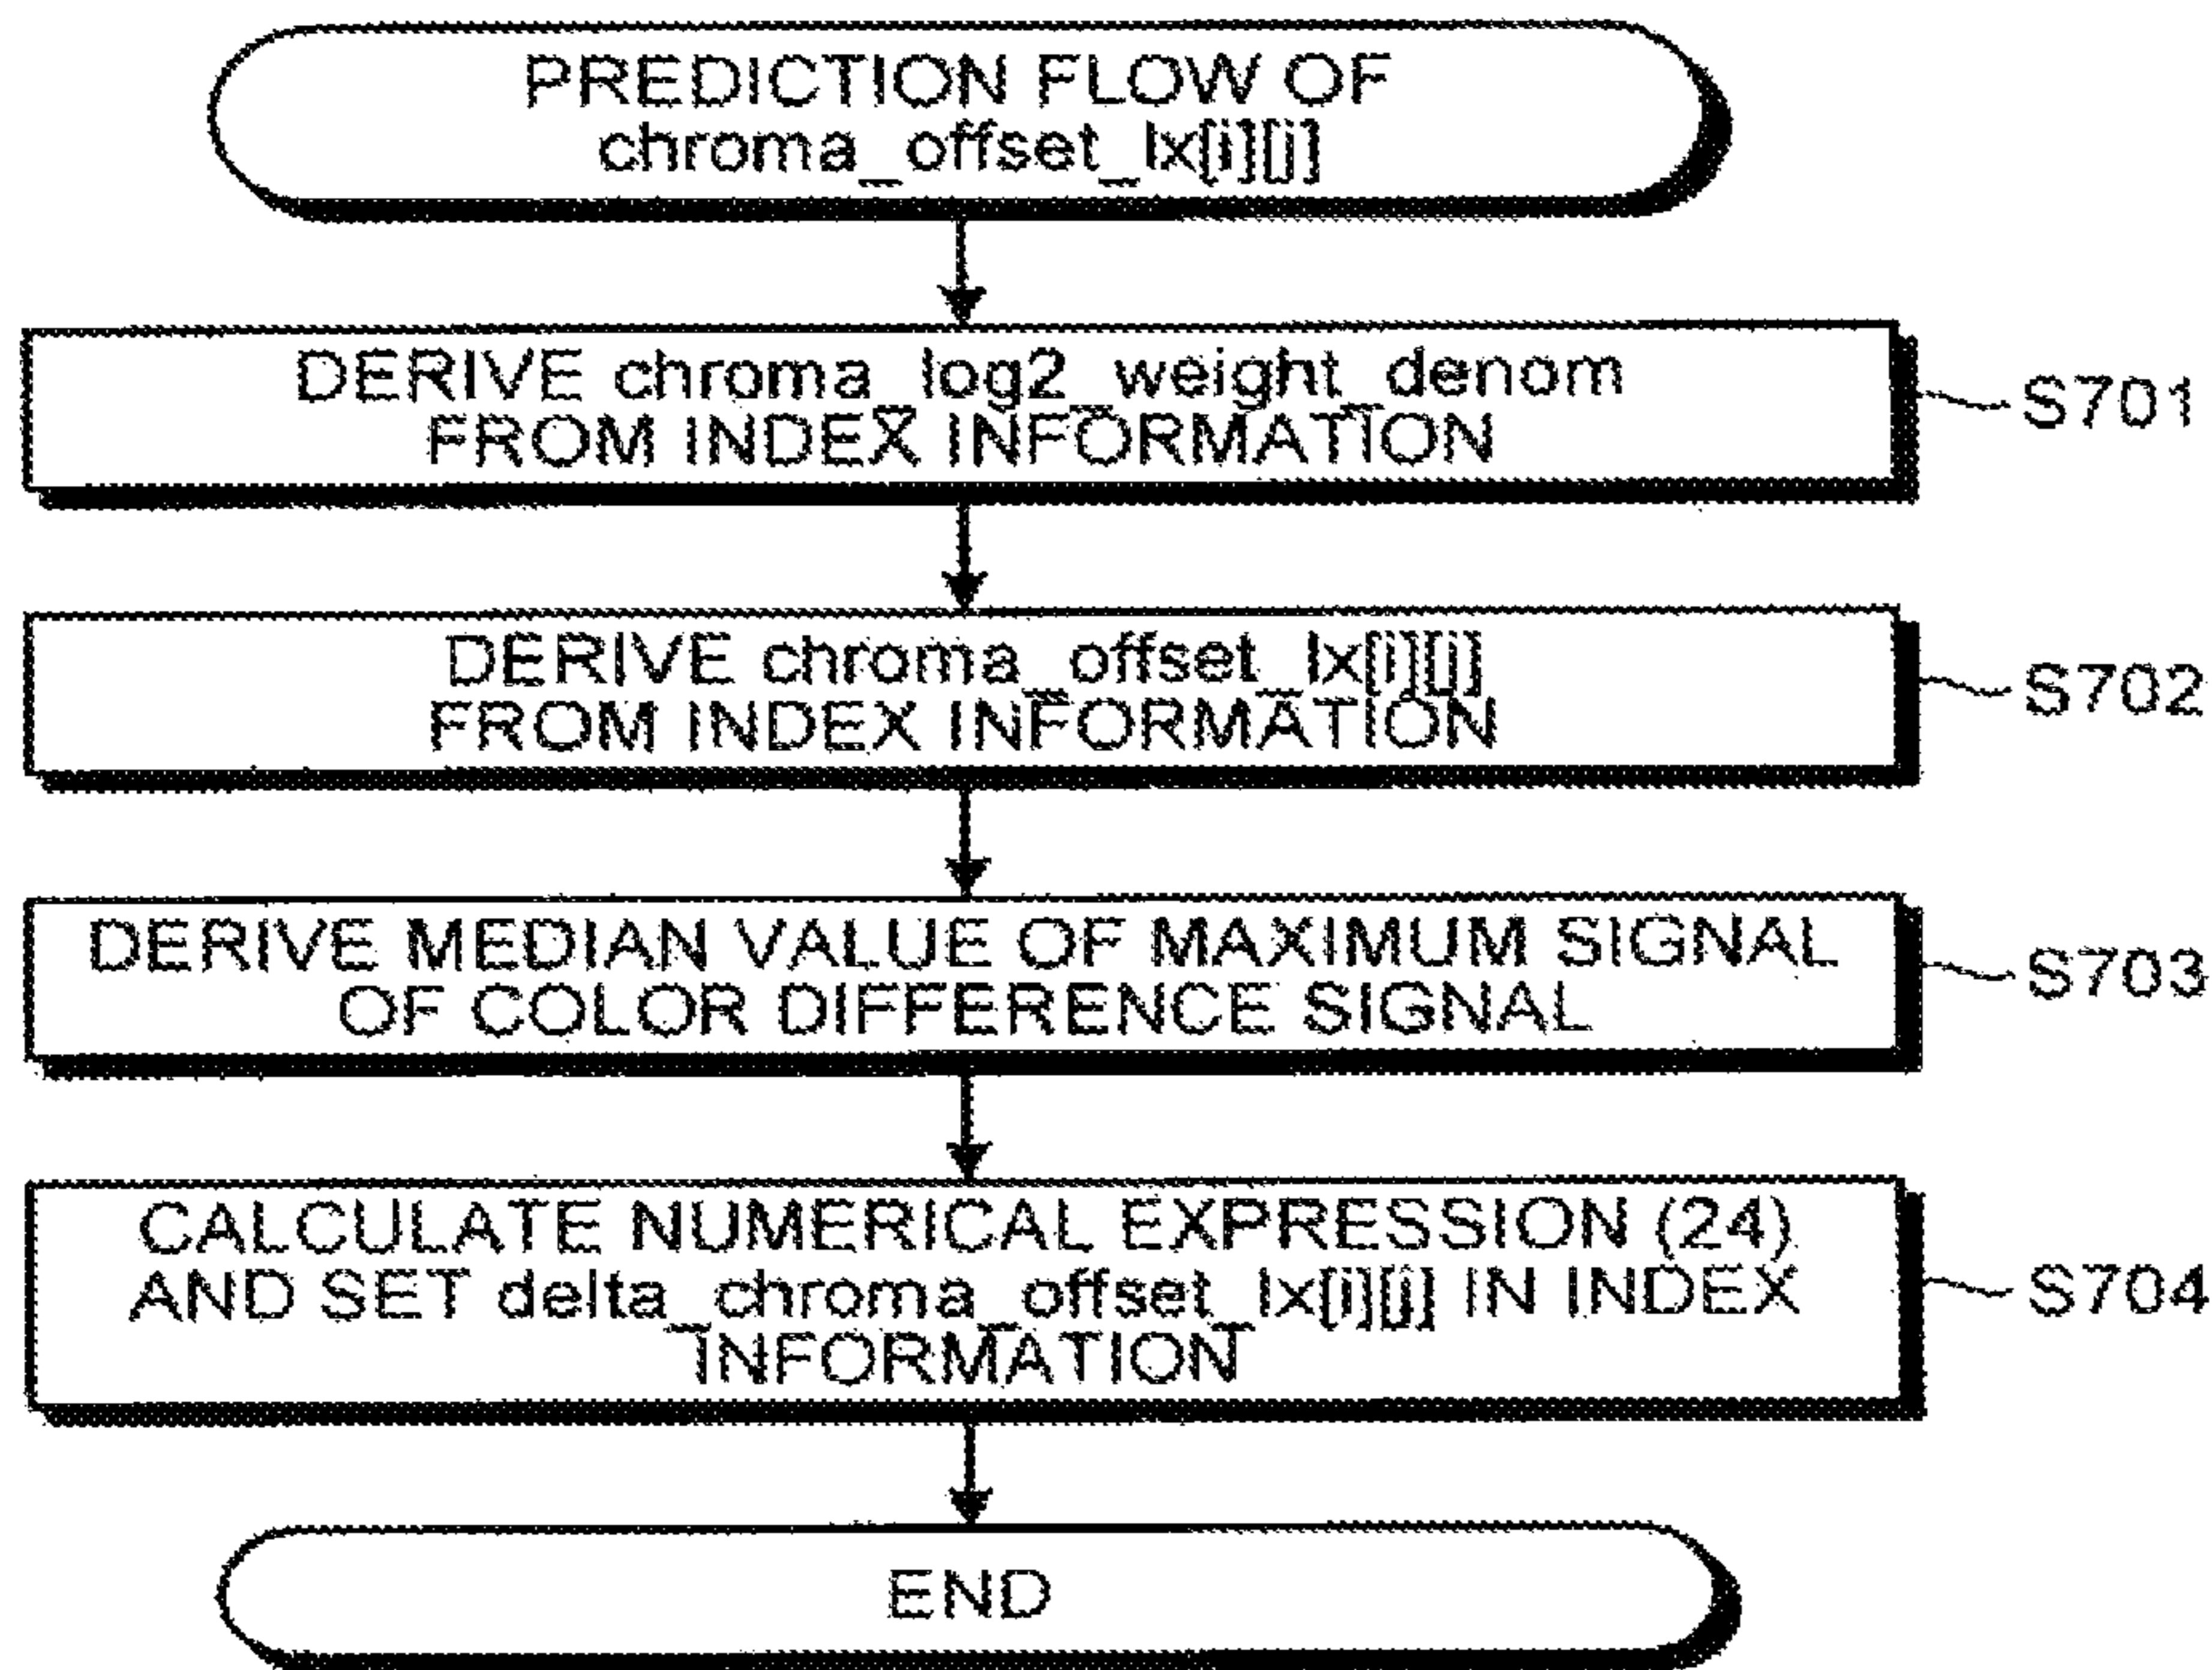 PREDICTION FLOW OF
chroma_offset_lx[i][j]
DERIVE chroma_log2_weight_denom
FROM INDEX INFORMATION
S701
DERIVE chroma_offset_lx[i][j]
FROM INDEX INFORMATION
S702
DERIVE MEDIAN VALUE OF MAXIMUM SIGNAL
OF COLOR DIFFERENCE SIGNAL
S703
CALCULATE NUMERICAL EXPRESSION (24)
AND SET delta_chroma_offset_lx[i][j] IN INDEX
INFORMATION
S704
END